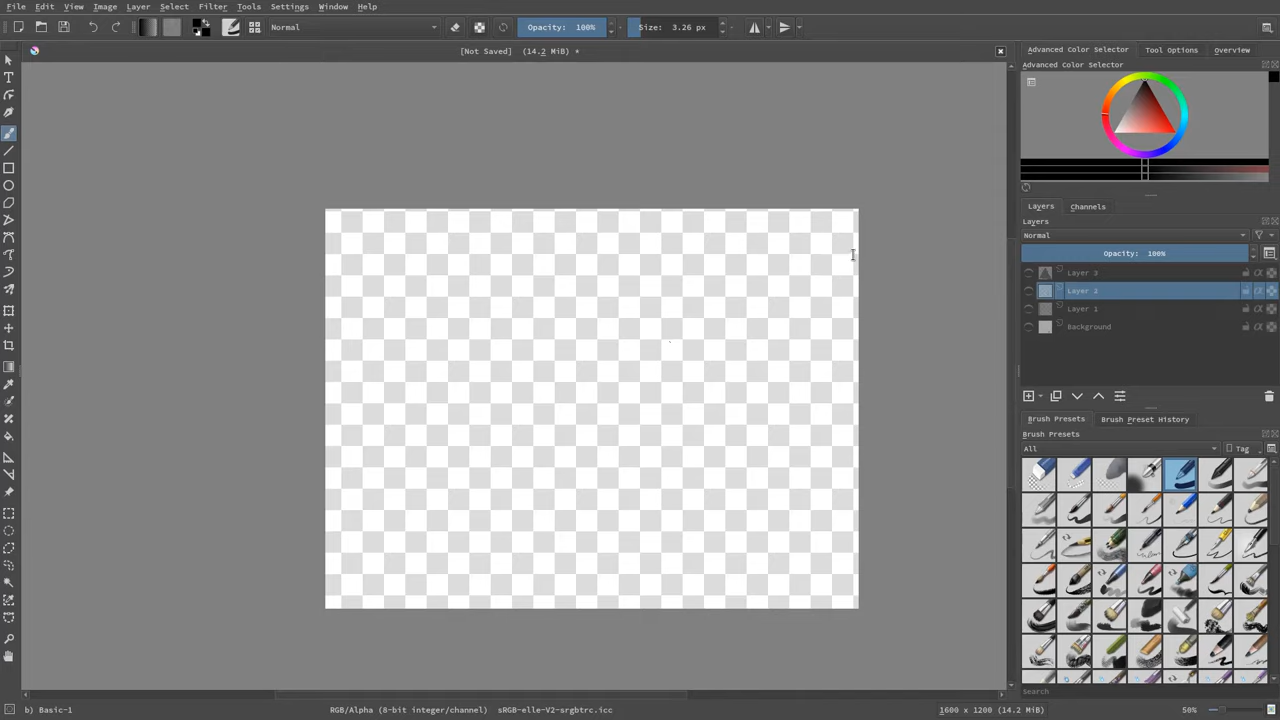 File Edit View Image Layer Select Filter Tools Settings Window Help
Normal Opacity: 100% Size: 3.26 px
[Not Saved] (14.2 MiB) *
Advanced Color Selector Tool Options Overview
Advanced Color Selector
Layers Channels
Layers
Normal
Opacity: 100%
Layer 3
Layer 2
Layer 1
Background
Brush Presets Brush Preset History
Brush Presets
All Tag
Search
b) Basic-1 RGB/Alpha (8-bit integer/channel) sRGB-elle-V2-srgbtrc.icc 1600 x 1200 (14.2 MiB) 50%